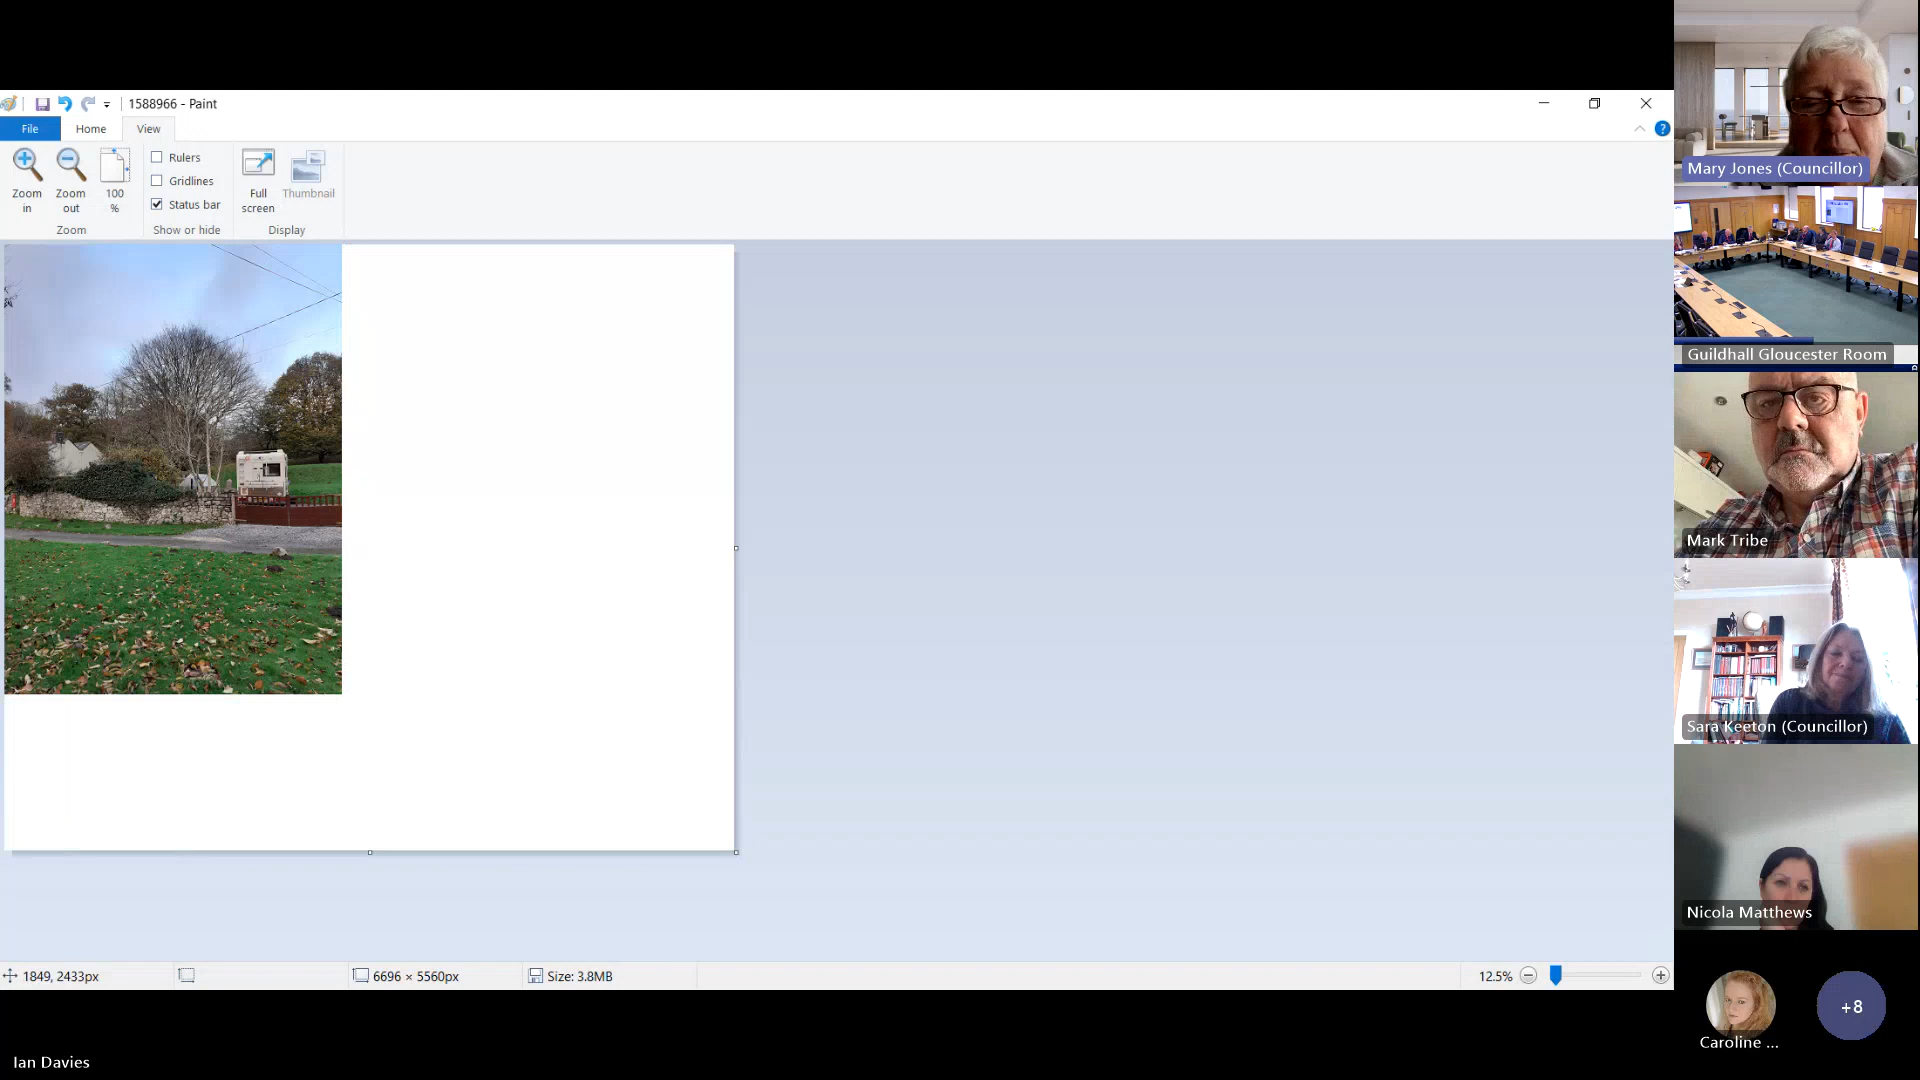 1588966 - Paint
File
Home
View
Zoom in
Zoom out
100 %
Rulers
Gridlines
Status bar
Full screen
Thumbnail
Zoom
Show or hide
Display
1849, 2433px
6696 × 5560px
Size: 3.8MB
12.5%
Mary Jones (Councillor)
Guildhall Gloucester Room
Mark Tribe
Sara Keeton (Councillor)
Nicola Matthews
Caroline ...
+8
Ian Davies